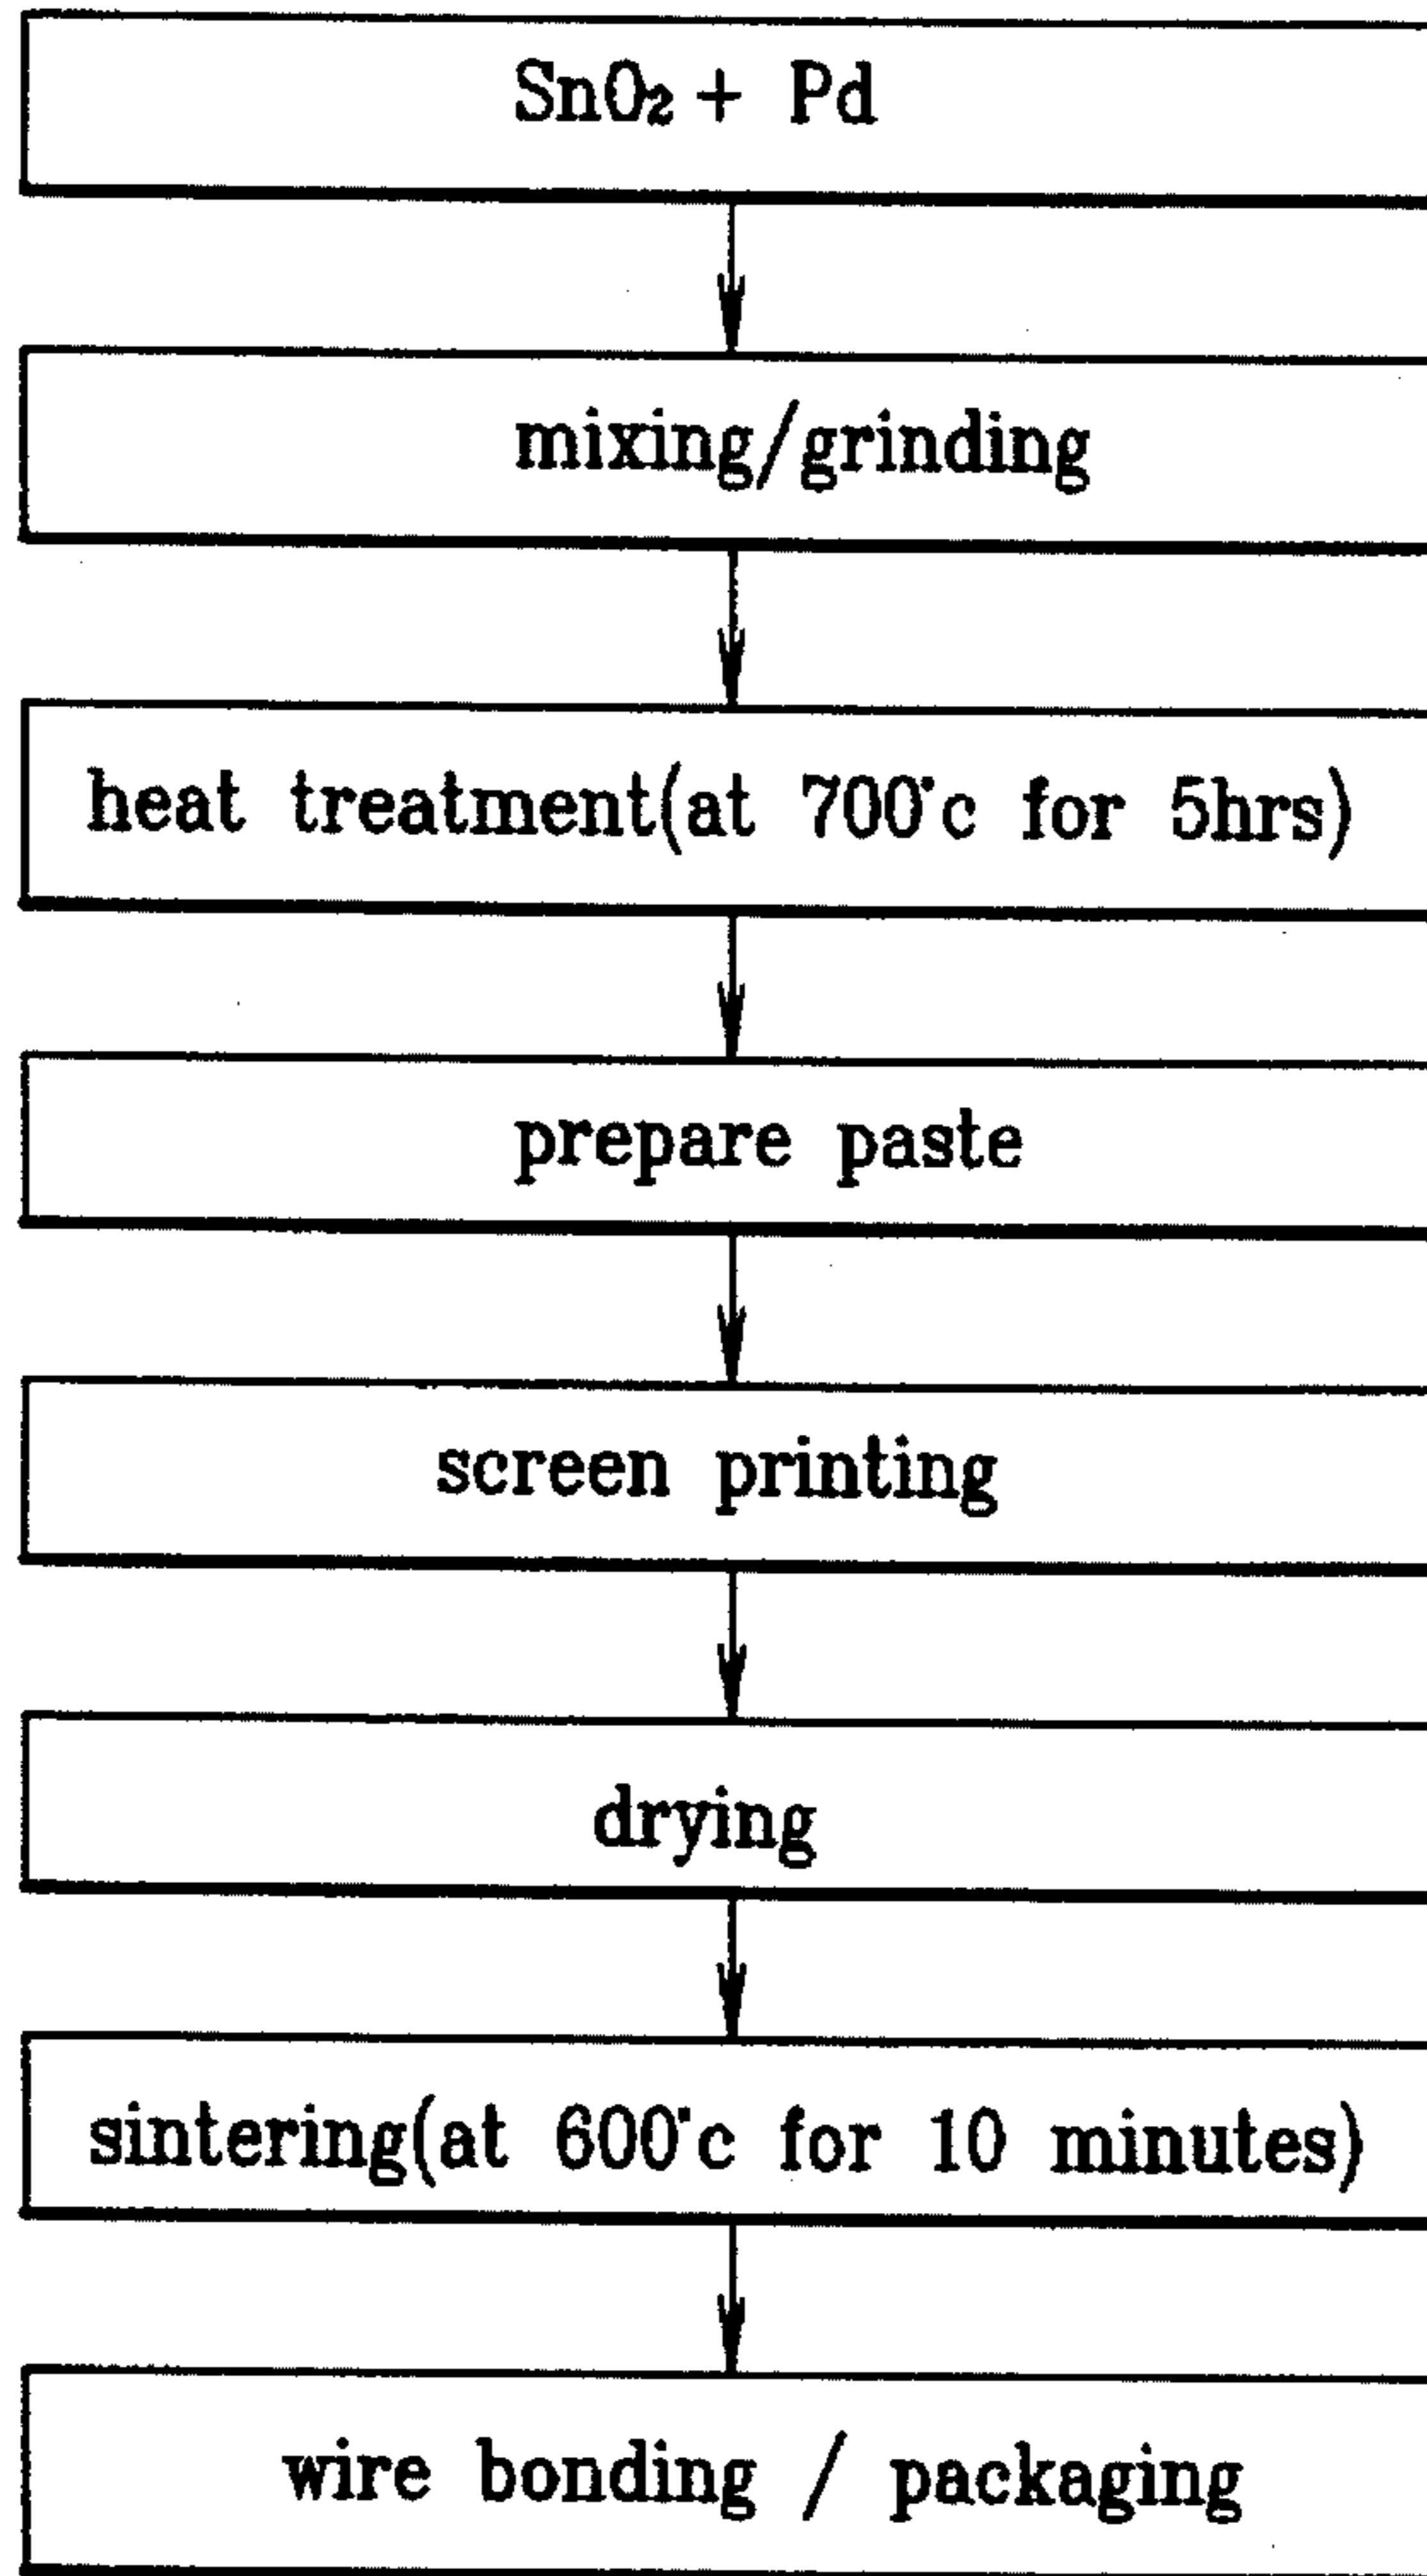 SnO₂ + Pd
mixing/grinding
heat treatment(at 700°c for 5hrs)
prepare paste
screen printing
drying
sintering(at 600°c for 10 minutes)
wire bonding / packaging